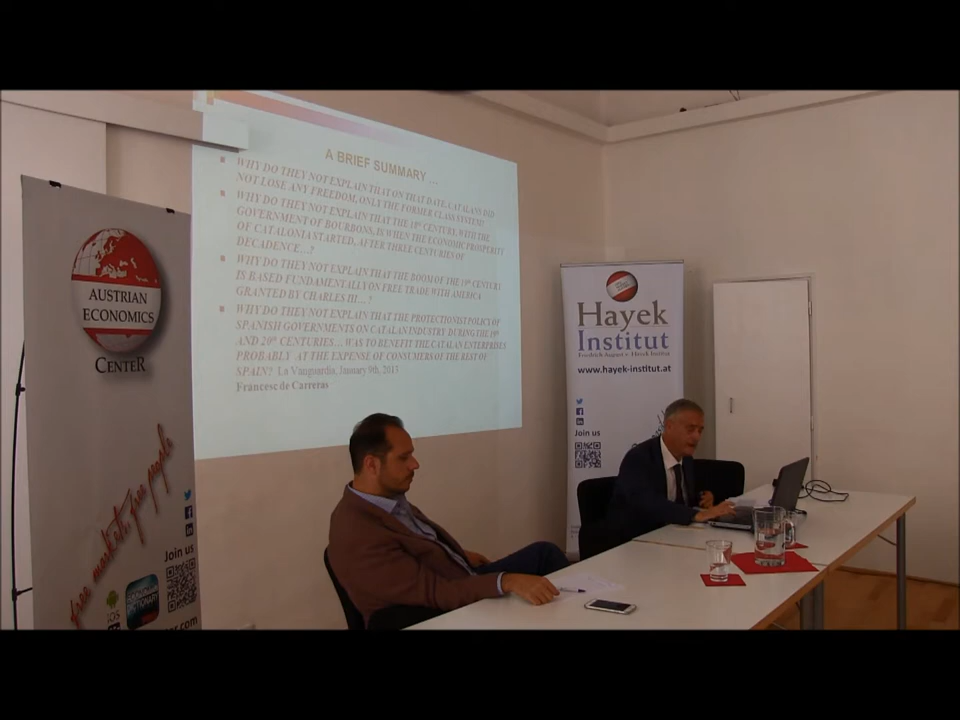 A BRIEF SUMMARY ...
WHY DO THEY NOT EXPLAIN THAT ON THAT DATE, CATALANS DID
NOT LOSE ANY FREEDOM, ONLY THE FORMER CLASS SYSTEM?
WHY DO THEY NOT EXPLAIN THAT THE 18th CENTURY, WITH THE
GOVERNMENT OF BOURBONS, IS WHEN THE ECONOMIC PROSPERITY
OF CATALONIA STARTED, AFTER THREE CENTURIES OF
DECADENCE...?
WHY DO THEY NOT EXPLAIN THAT THE BOOM OF THE CENTURY
IS BASED FUNDAMENTALLY ON FREE TRADE WITH AMERICA
GRANTED BY CHARLES III... ?
WHY DO THEY NOT EXPLAIN THAT THE PROTECTIONIST POLICY OF
SPANISH GOVERNMENTS ON CATALAN INDUSTRY DURING THE 19th
AND 20th CENTURIES... WAS TO BENEFIT THE CATALAN ENTERPRISES
PROBABLY AT THE EXPENSE OF CONSUMERS OF THE REST OF
SPAIN? La Vanguardia, January 9th, 2013
Francesc de Carreras
AUSTRIAN
ECONOMICS
CENTER
free markets, free people
Join us
iOS
DICTIONARY
Hayek
Institut
Friedrich August v. Hayek Institut
www.hayek-institut.at
Join us